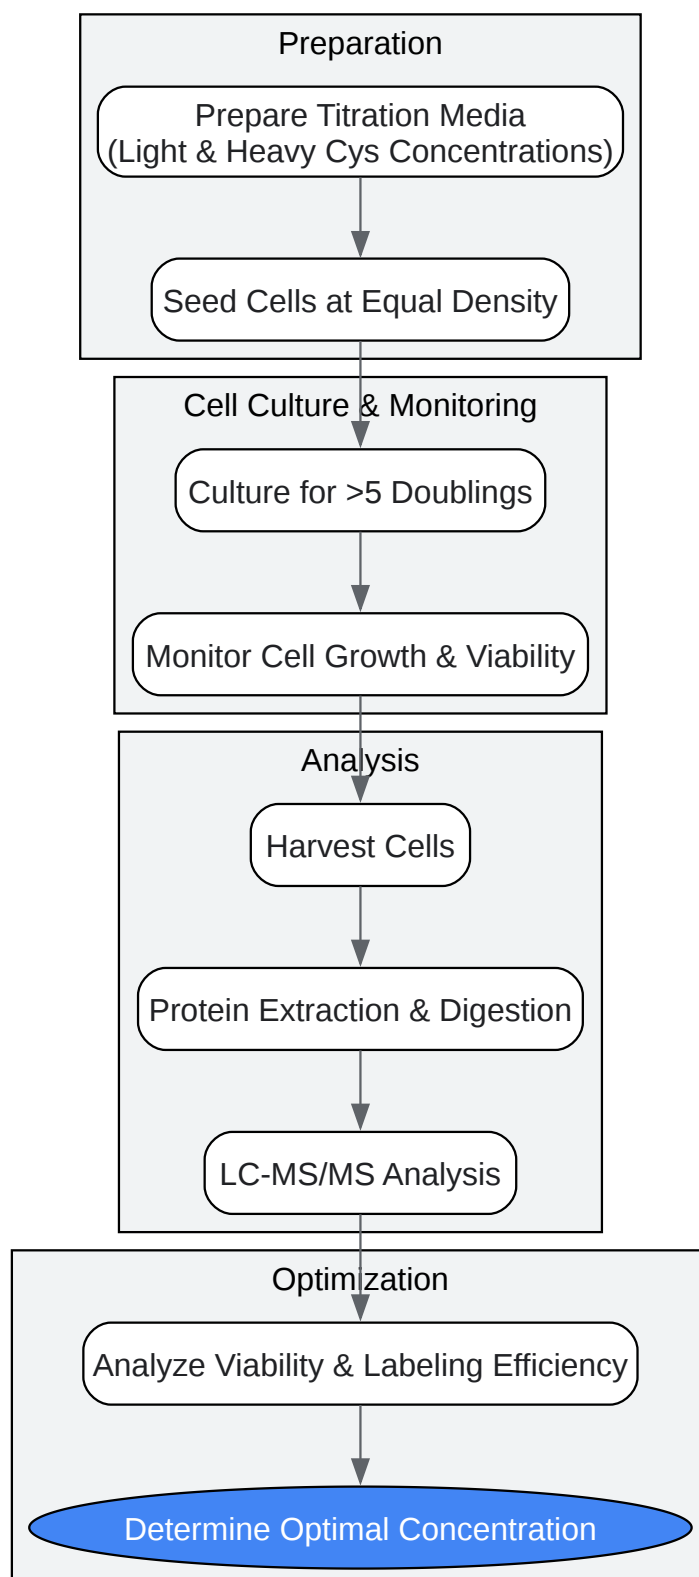 Preparation
Prepare Titration Media
(Light & Heavy Cys Concentrations)
Seed Cells at Equal Density
Cell Culture & Monitoring
Culture for >5 Doublings
Monitor Cell Growth & Viability
Analysis
Harvest Cells
Protein Extraction & Digestion
LC-MS/MS Analysis
Optimization
Analyze Viability & Labeling Efficiency
Determine Optimal Concentration